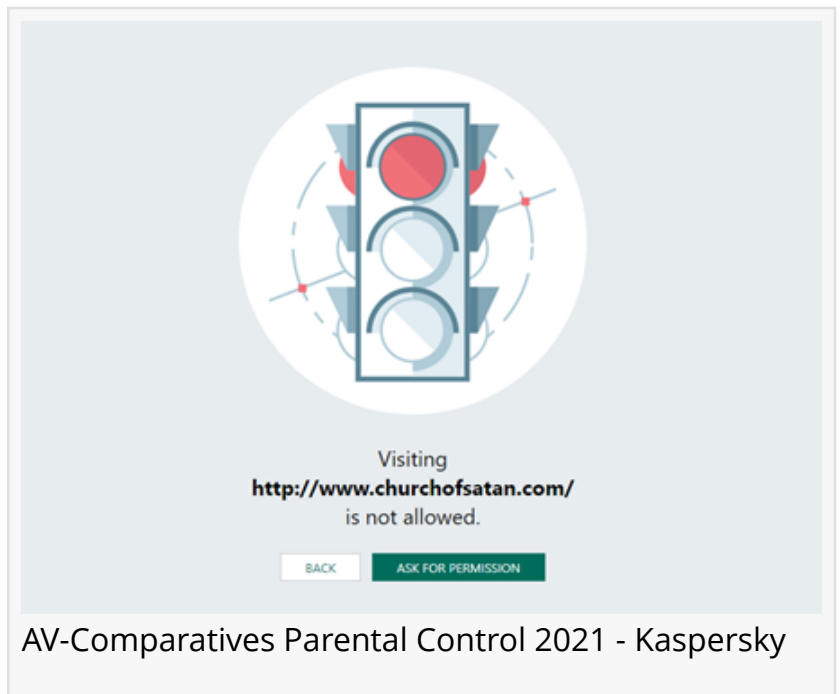 Visiting
http://www.churchofsatan.com/
is not allowed.
BACK
ASK FOR PERMISSION
AV-Comparatives Parental Control 2021 - Kaspersky